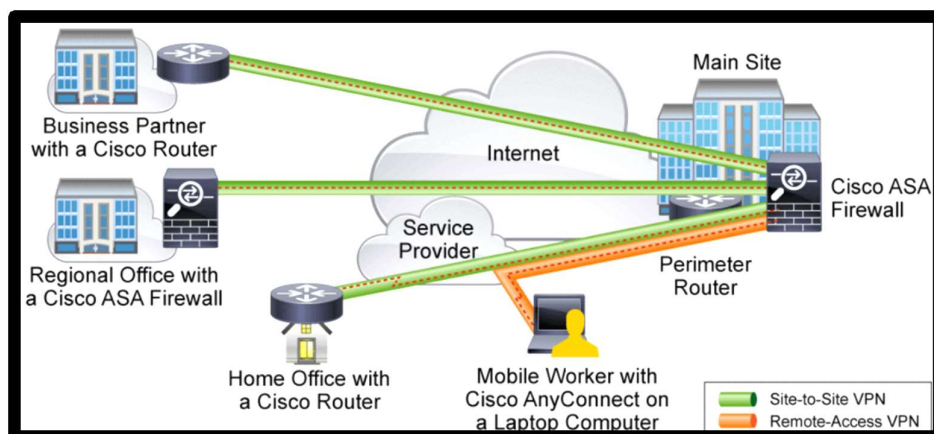 Main Site
Business Partner
with a Cisco Router
Internet
Cisco ASA
Firewall
Service
Provider
Regional Office with
a Cisco ASA Firewall
Perimeter
Router
Home Office with
a Cisco Router
Mobile Worker with
Cisco AnyConnect on
a Laptop Computer
Site-to-Site VPN
Remote-Access VPN